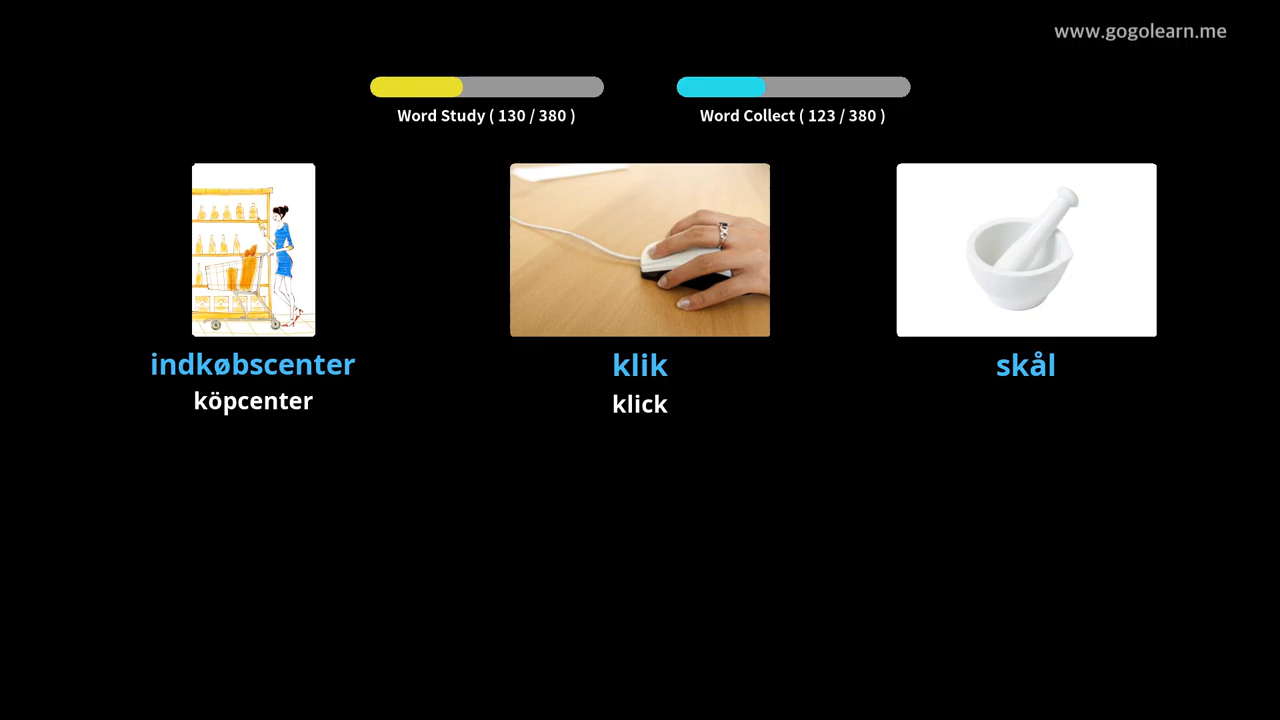 www.gogolearn.me
Word Study ( 130 / 380 )
Word Collect ( 123 / 380 )
indkøbscenter
köpcenter
klik
klick
skål